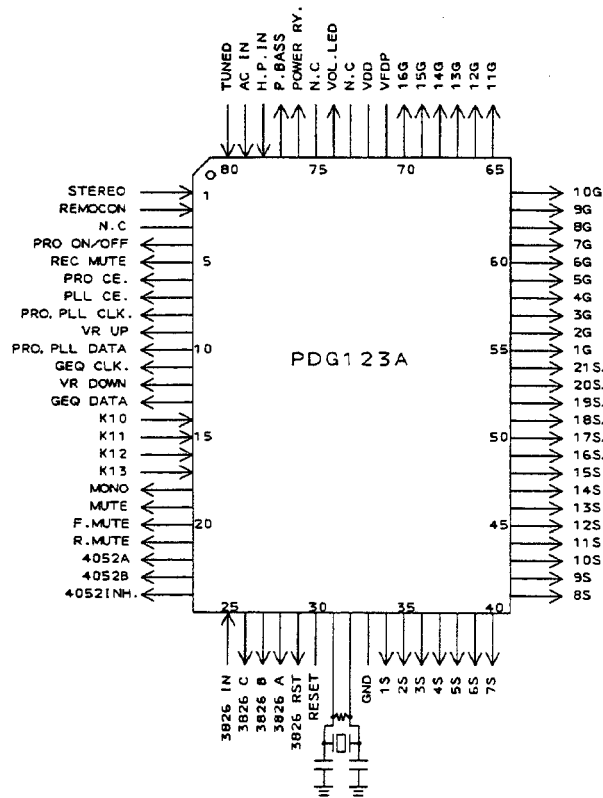 TUNED
AC IN
H.P.IN
P.BASS
POWER RY.
N.C
VOL.LED
N.C
VDD
VFDP
16G
15G
14G
13G
12G
11G
80 75 70 65
STEREO 1 10G
REMOCON 9G
N.C 8G
PRO ON/OFF 7G
REC MUTE 5 60 6G
PRO CE. 5G
PLL CE. 4G
PRO.PLL CLK. 3G
VR UP 2G
PRO.PLL DATA 10 PDG123A 55 1G
GEQ CLK. 21S.
VR DOWN 20S.
GEQ DATA 19S.
K10 18S.
K11 15 50 17S.
K12 16S.
K13 15S
MONO 14S
MUTE 13S
F.MUTE 20 45 12S
R.MUTE 11S
4052A 10S
4052B 9S
4052INH. 8S
25 30 35 40
3826 IN
3826 C
3826 B
3826 A
3826 RST
RESET
GND
1S
2S
3S
4S
5S
6S
7S